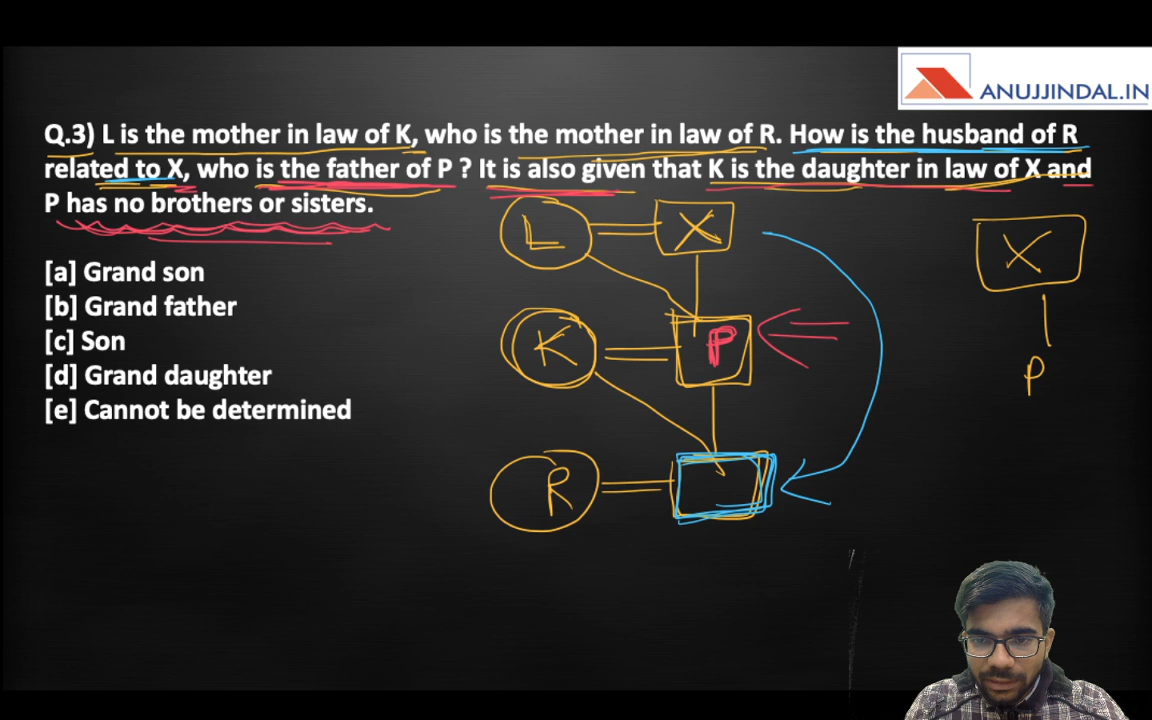 ANUJJINDAL.IN
Q.3) L is the mother in law of K, who is the mother in law of R. How is the husband of R
related to X, who is the father of P ? It is also given that K is the daughter in law of X and
P has no brothers or sisters.
[a] Grand son
[b] Grand father
[c] Son
[d] Grand daughter
[e] Cannot be determined
L X
K P
R
X
P